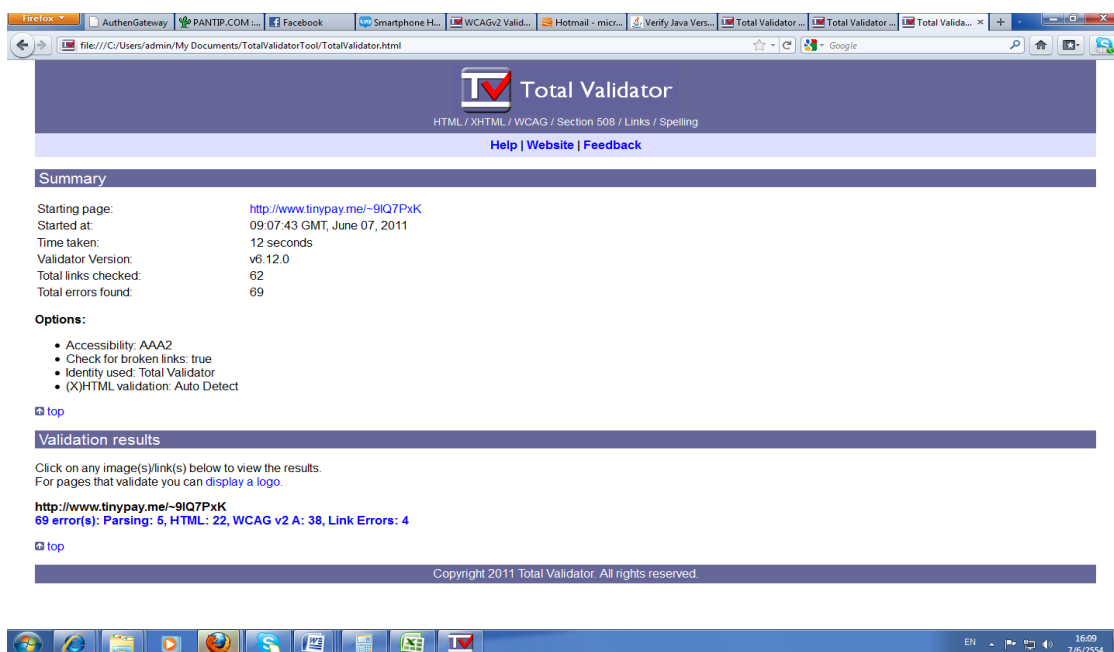 Firefox
AuthenGateway
PANTIP.COM :...
Facebook
Smartphone H...
WCAGv2 Valid...
Hotmail - micr...
Verify Java Vers...
Total Validator ...
Total Validator ...
Total Valida...
file:///C:/Users/admin/My Documents/TotalValidatorTool/TotalValidator.html
Google
Total Validator
HTML / XHTML / WCAG / Section 508 / Links / Spelling
Help | Website | Feedback
Summary
Starting page: http://www.tinypay.me/~9IQ7PxK
Started at: 09:07:43 GMT, June 07, 2011
Time taken: 12 seconds
Validator Version: v6.12.0
Total links checked: 62
Total errors found: 69
Options:
• Accessibility: AAA2
• Check for broken links: true
• Identity used: Total Validator
• (X)HTML validation: Auto Detect
top
Validation results
Click on any image(s)/link(s) below to view the results.
For pages that validate you can display a logo.
http://www.tinypay.me/~9IQ7PxK
69 error(s): Parsing: 5, HTML: 22, WCAG v2 A: 38, Link Errors: 4
top
Copyright 2011 Total Validator. All rights reserved.
EN
16:09
7/6/2554